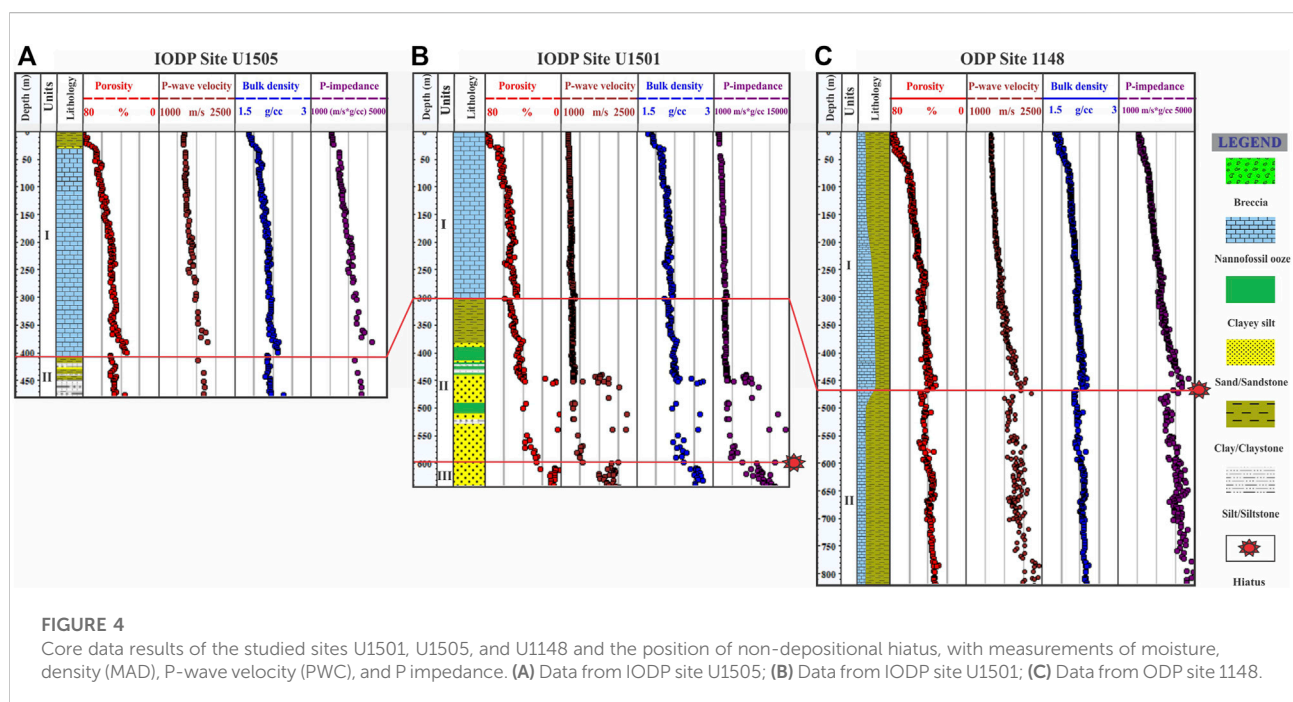 A
IODP Site U1505
Depth (m)
Units
Lithology
Porosity
80 % 0
P-wave velocity
1000 m/s 2500
Bulk density
1.5 g/cc 3
P-impedance
1000 (m/s*g/cc) 5000
0
50
100
150
200
250
300
350
400
450
I
II
B
IODP Site U1501
Depth (m)
Units
Lithology
Porosity
80 % 0
P-wave velocity
1000 m/s 2500
Bulk density
1.5 g/cc 3
P-impedance
1000 m/s*g/cc 15000
0
50
100
150
200
250
300
350
400
450
500
550
600
I
II
III
C
ODP Site 1148
Depth (m)
Units
Lithology
Porosity
80 % 0
P-wave velocity
1000 m/s 2500
Bulk density
1.5 g/cc 3
P-impedance
1000 m/s*g/cc 5000
0
50
100
150
200
250
300
350
400
450
500
550
600
650
700
750
800
I
II
LEGEND
Breccia
Nannofossil ooze
Clayey silt
Sand/Sandstone
Clay/Claystone
Silt/Siltstone
Hiatus
FIGURE 4
Core data results of the studied sites U1501, U1505, and U1148 and the position of non-depositional hiatus, with measurements of moisture,
density (MAD), P-wave velocity (PWC), and P impedance. (A) Data from IODP site U1505; (B) Data from IODP site U1501; (C) Data from ODP site 1148.